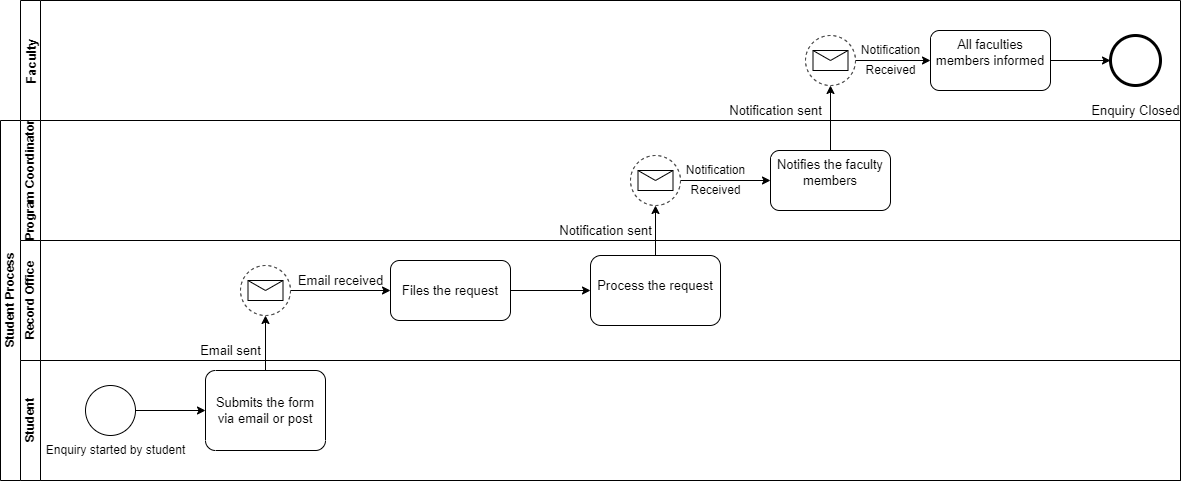 Faculty
Notification
Received
All faculties
members informed
Enquiry Closed
Notification sent
Student Process
Program Coordinator
Notification
Received
Notifies the faculty
members
Notification sent
Record Office
Email received
Files the request
Process the request
Email sent
Student
Enquiry started by student
Submits the form
via email or post